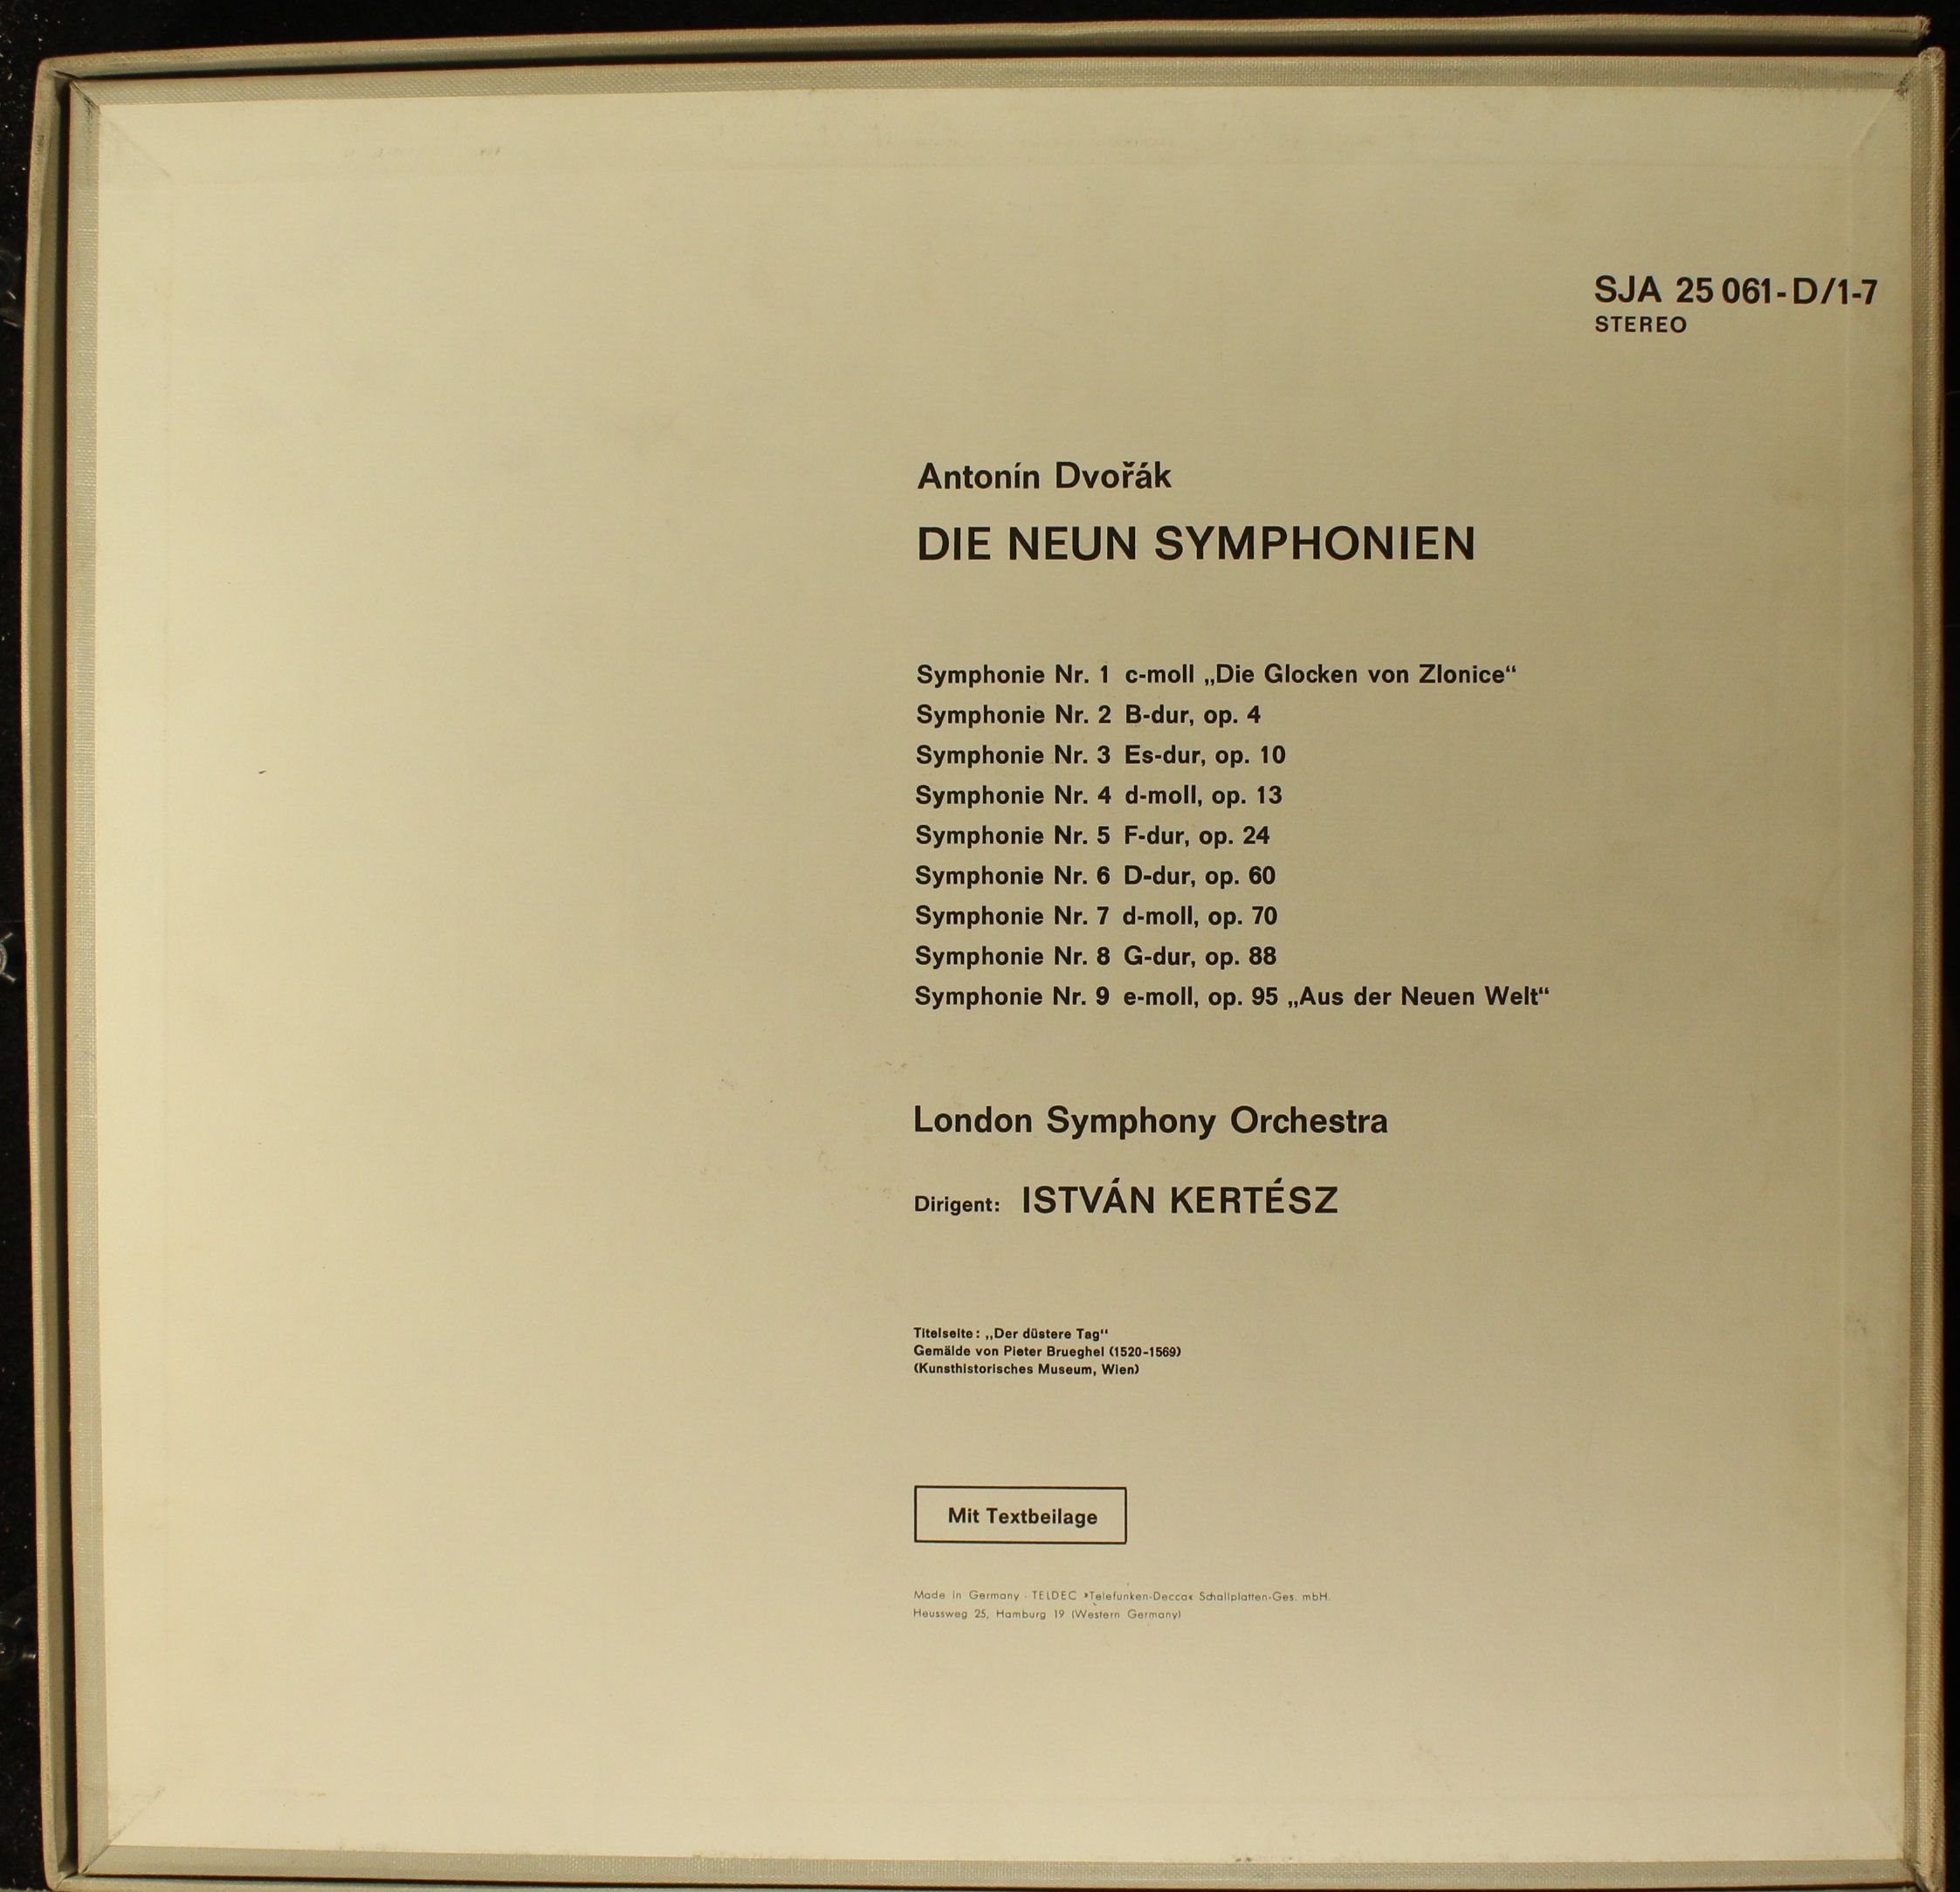 SJA 25 061-D/1-7
STEREO
Antonín Dvořák
DIE NEUN SYMPHONIEN
Symphonie Nr. 1 c-moll „Die Glocken von Zlonice“
Symphonie Nr. 2 B-dur, op. 4
Symphonie Nr. 3 Es-dur, op. 10
Symphonie Nr. 4 d-moll, op. 13
Symphonie Nr. 5 F-dur, op. 24
Symphonie Nr. 6 D-dur, op. 60
Symphonie Nr. 7 d-moll, op. 70
Symphonie Nr. 8 G-dur, op. 88
Symphonie Nr. 9 e-moll, op. 95 „Aus der Neuen Welt“
London Symphony Orchestra
Dirigent: ISTVÁN KERTÉSZ
Titelseite: „Der düstere Tag“
Gemälde von Pieter Brueghel (1520-1569)
(Kunsthistorisches Museum, Wien)
Mit Textbeilage
Made in Germany · TELDEC »Telefunken-Decca« Schallplatten-Ges. mbH.
Heussweg 25, Hamburg 19 (Western Germany)